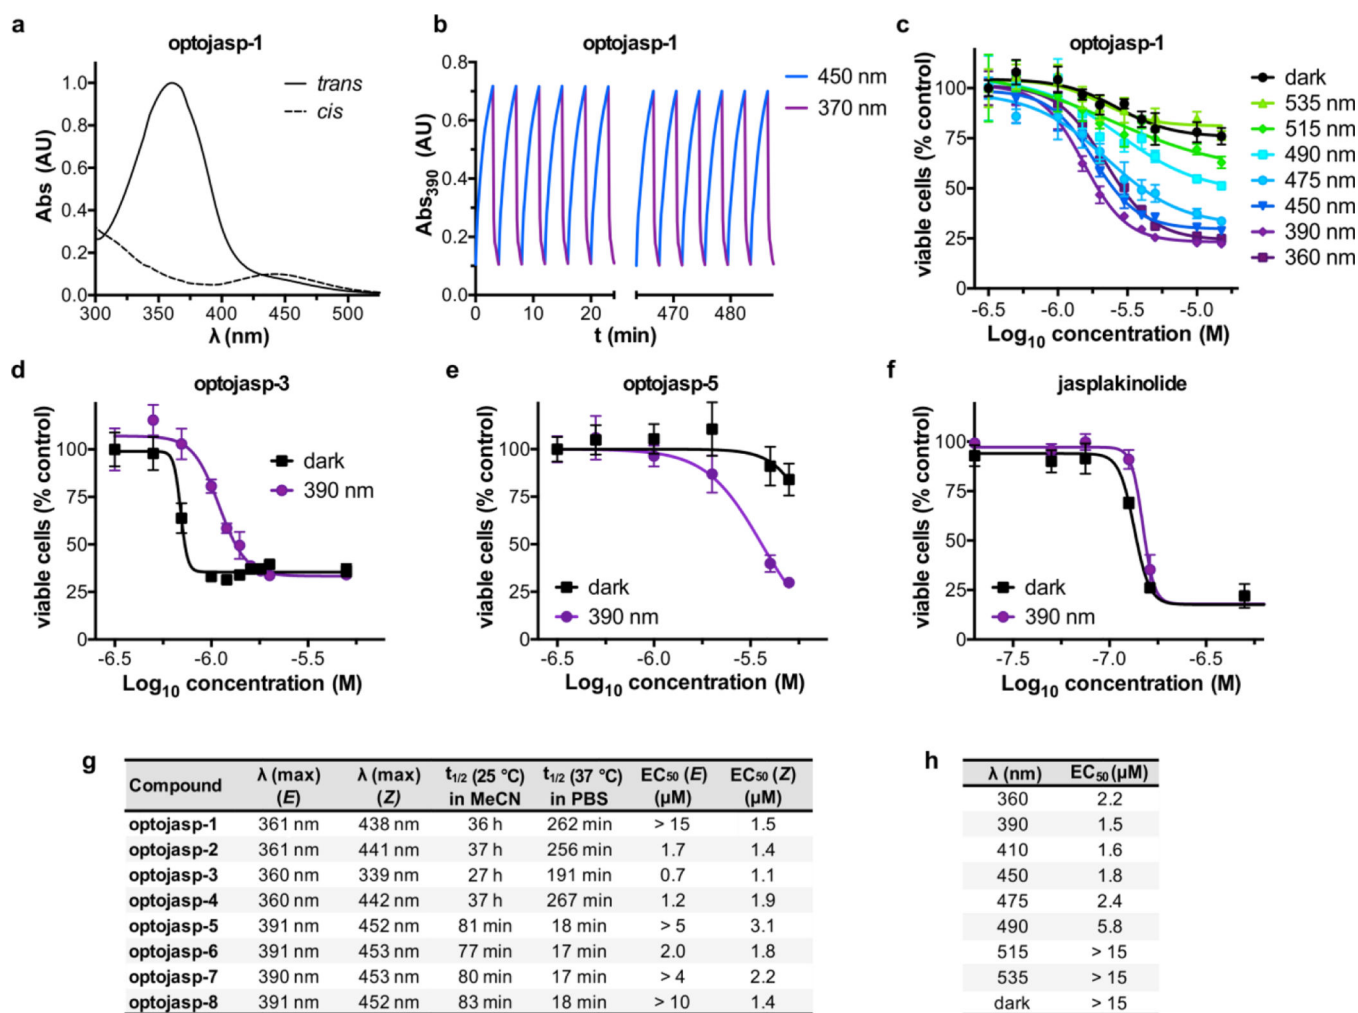 a
optojasp-1
Abs (AU)
1.0
0.8
0.6
0.4
0.2
0.0
300
350
400
450
500
λ (nm)
trans
cis
b
optojasp-1
Abs390 (AU)
0.8
0.6
0.4
0.2
0.0
0
10
20
470
480
t (min)
450 nm
370 nm
c
optojasp-1
viable cells (% control)
100
75
50
25
0
-6.5
-6.0
-5.5
-5.0
Log10 concentration (M)
dark
535 nm
515 nm
490 nm
475 nm
450 nm
390 nm
360 nm
d
optojasp-3
viable cells (% control)
100
75
50
25
0
-6.5
-6.0
-5.5
Log10 concentration (M)
dark
390 nm
e
optojasp-5
viable cells (% control)
100
75
50
25
0
-6.5
-6.0
-5.5
Log10 concentration (M)
dark
390 nm
f
jasplakinolide
viable cells (% control)
100
75
50
25
0
-7.5
-7.0
-6.5
Log10 concentration (M)
dark
390 nm
g
Compound λ (max) (E) λ (max) (Z) t1/2 (25 °C) in MeCN t1/2 (37 °C) in PBS EC50 (E) (µM) EC50 (Z) (µM)
optojasp-1 361 nm 438 nm 36 h 262 min > 15 1.5
optojasp-2 361 nm 441 nm 37 h 256 min 1.7 1.4
optojasp-3 360 nm 339 nm 27 h 191 min 0.7 1.1
optojasp-4 360 nm 442 nm 37 h 267 min 1.2 1.9
optojasp-5 391 nm 452 nm 81 min 18 min > 5 3.1
optojasp-6 391 nm 453 nm 77 min 17 min 2.0 1.8
optojasp-7 390 nm 453 nm 80 min 17 min > 4 2.2
optojasp-8 391 nm 452 nm 83 min 18 min > 10 1.4
h
λ (nm) EC50 (µM)
360 2.2
390 1.5
410 1.6
450 1.8
475 2.4
490 5.8
515 > 15
535 > 15
dark > 15